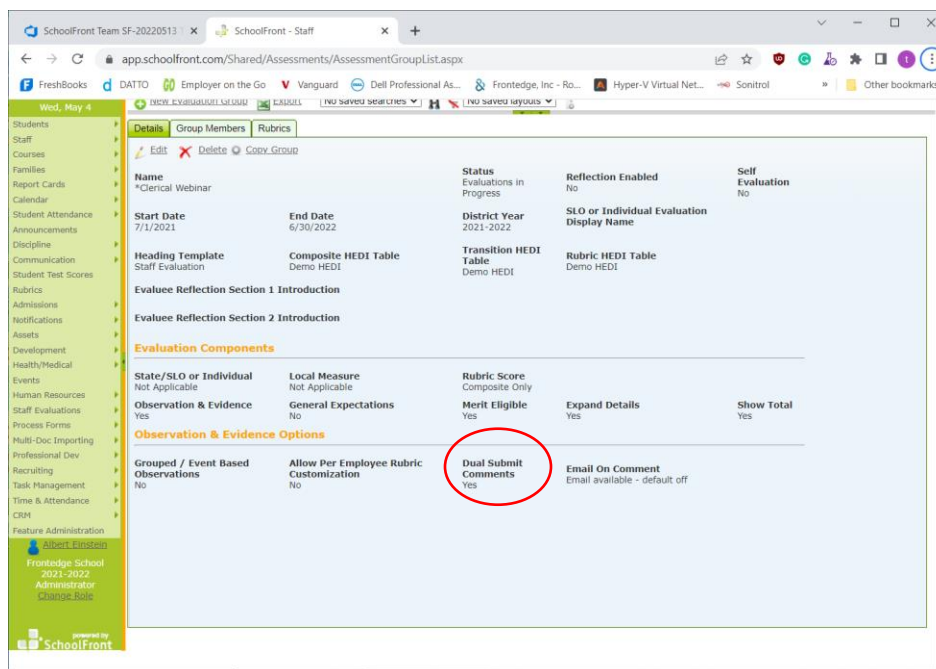 SchoolFront Team SF-20220513
SchoolFront - Staff
app.schoolfront.com/Shared/Assessments/AssessmentGroupList.aspx
FreshBooks DATTO Employer on the Go Vanguard Dell Professional As... Frontedge, Inc - Ro... Hyper-V Virtual Net... Sonitrol » Other bookmarks
Wed, May 4
New Evaluation Group Export No saved searches No saved layouts
Students
Staff
Courses
Families
Report Cards
Calendar
Student Attendance
Announcements
Discipline
Communication
Student Test Scores
Rubrics
Admissions
Notifications
Assets
Development
Health/Medical
Events
Human Resources
Staff Evaluations
Process Forms
Multi-Doc Importing
Professional Dev
Recruiting
Task Management
Time & Attendance
CRM
Feature Administration
Albert Einstein
Frontedge School
2021-2022
Administrator
Change Role
powered by
SchoolFront
Details Group Members Rubrics
Edit Delete Copy Group
Name
*Clerical Webinar
Status
Evaluations in
Progress
Reflection Enabled
No
Self
Evaluation
No
Start Date
7/1/2021
End Date
6/30/2022
District Year
2021-2022
SLO or Individual Evaluation
Display Name
Heading Template
Staff Evaluation
Composite HEDI Table
Demo HEDI
Transition HEDI
Table
Demo HEDI
Rubric HEDI Table
Demo HEDI
Evaluee Reflection Section 1 Introduction
Evaluee Reflection Section 2 Introduction
Evaluation Components
State/SLO or Individual
Not Applicable
Local Measure
Not Applicable
Rubric Score
Composite Only
Observation & Evidence
Yes
General Expectations
No
Merit Eligible
Yes
Expand Details
Yes
Show Total
Yes
Observation & Evidence Options
Grouped / Event Based
Observations
No
Allow Per Employee Rubric
Customization
No
Dual Submit
Comments
Yes
Email On Comment
Email available - default off